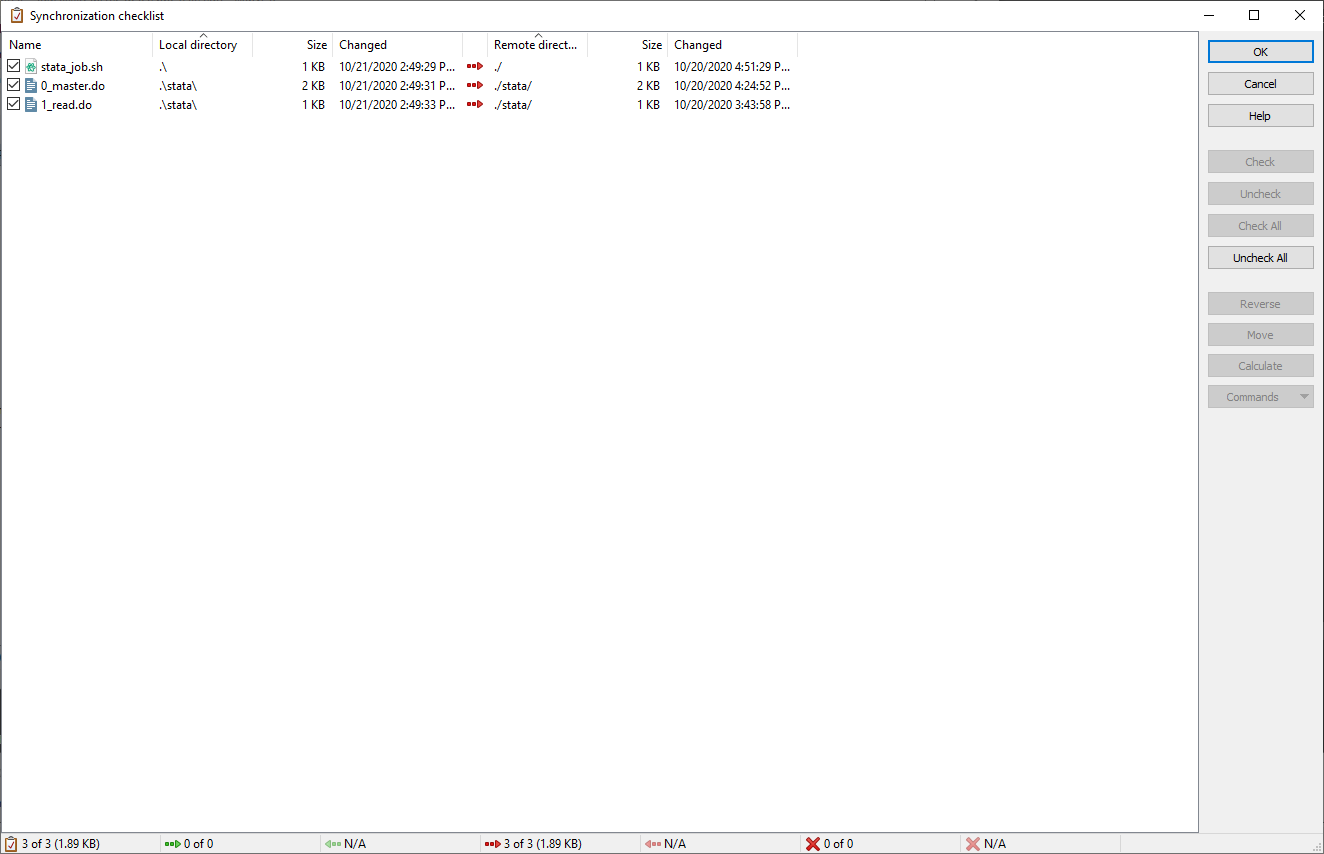 Synchronization checklist
Name Local directory Size Changed Remote direct... Size Changed
stata_job.sh .\ 1 KB 10/21/2020 2:49:29 P... ./ 1 KB 10/20/2020 4:51:29 P...
0_master.do .\stata\ 2 KB 10/21/2020 2:49:31 P... ./stata/ 2 KB 10/20/2020 4:24:52 P...
1_read.do .\stata\ 1 KB 10/21/2020 2:49:33 P... ./stata/ 1 KB 10/20/2020 3:43:58 P...
OK
Cancel
Help
Check
Uncheck
Check All
Uncheck All
Reverse
Move
Calculate
Commands
3 of 3 (1.89 KB) 0 of 0 N/A 3 of 3 (1.89 KB) N/A 0 of 0 N/A